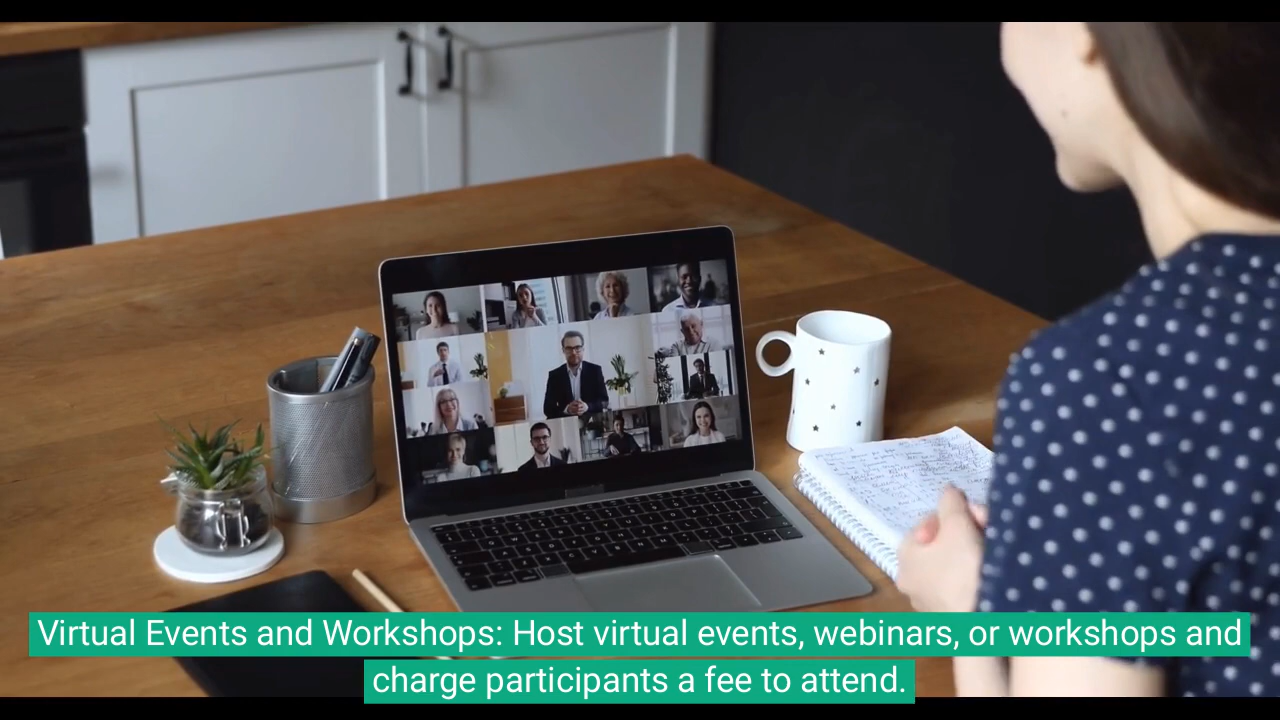 Virtual Events and Workshops: Host virtual events, webinars, or workshops and
charge participants a fee to attend.